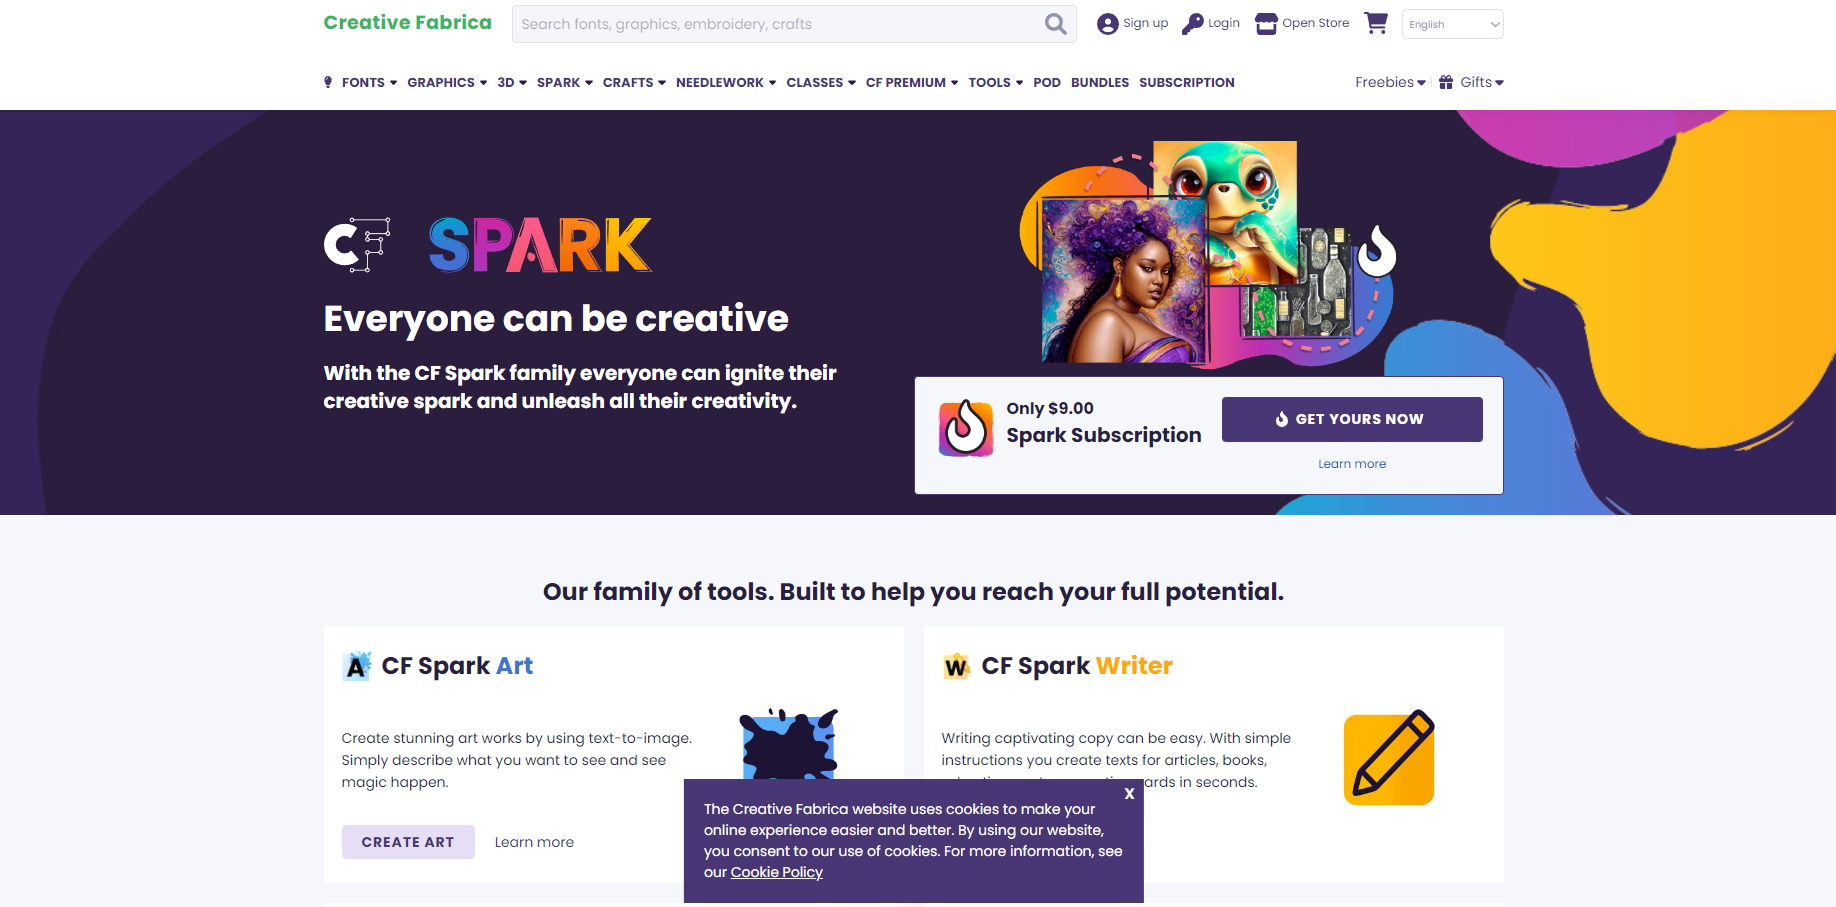 Creative Fabrica
Search fonts, graphics, embroidery, crafts
Sign up
Login
Open Store
English
FONTS GRAPHICS 3D SPARK CRAFTS NEEDLEWORK CLASSES CF PREMIUM TOOLS POD BUNDLES SUBSCRIPTION
Freebies Gifts
CF SPARK
Everyone can be creative
With the CF Spark family everyone can ignite their
creative spark and unleash all their creativity.
Only $9.00
Spark Subscription
GET YOURS NOW
Learn more
Our family of tools. Built to help you reach your full potential.
A CF Spark Art
Create stunning art works by using text-to-image.
Simply describe what you want to see and see
magic happen.
CREATE ART
Learn more
W CF Spark Writer
Writing captivating copy can be easy. With simple
instructions you create texts for articles, books,
in seconds.
X
The Creative Fabrica website uses cookies to make your
online experience easier and better. By using our website,
you consent to our use of cookies. For more information, see
our Cookie Policy